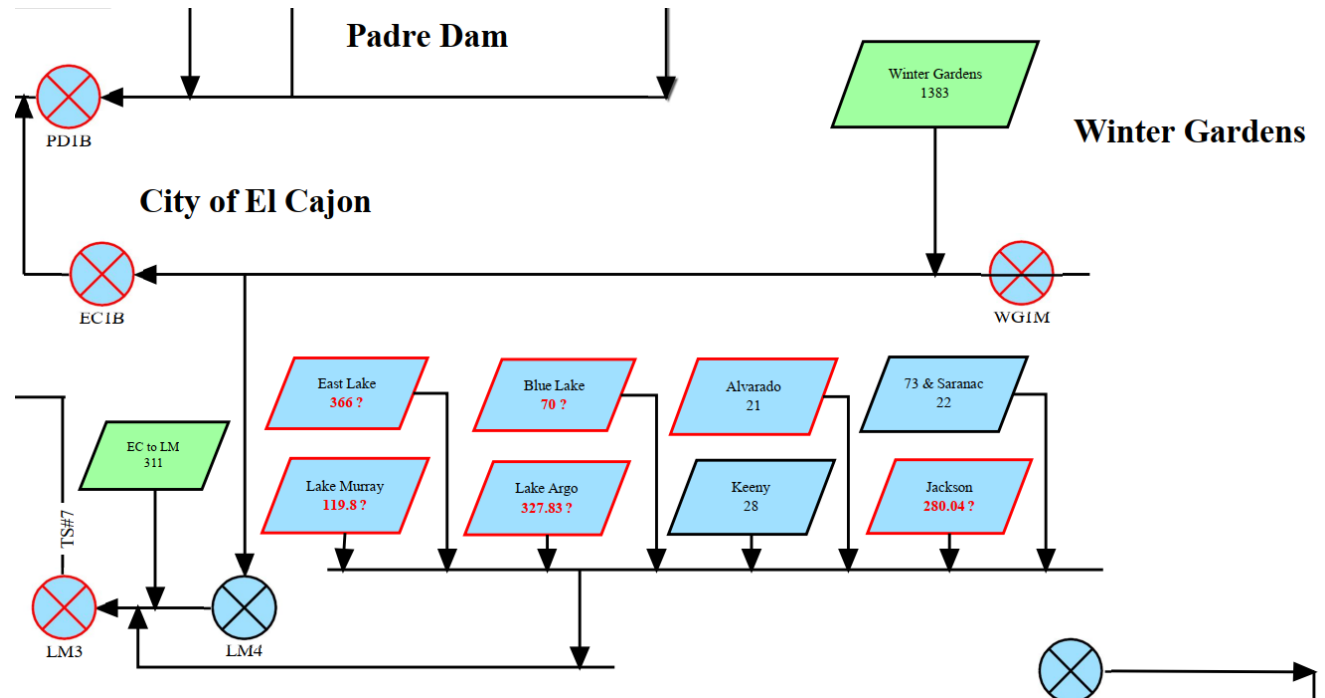 Padre Dam
Winter Gardens
1383
PD1B
Winter Gardens
City of El Cajon
EC1B
WG1M
East Lake
366 ?
Blue Lake
70 ?
Alvarado
21
73 & Saranac
22
EC to LM
311
Lake Murray
119.8 ?
Lake Argo
327.83 ?
Keeny
28
Jackson
280.04 ?
TS#7
LM3
LM4